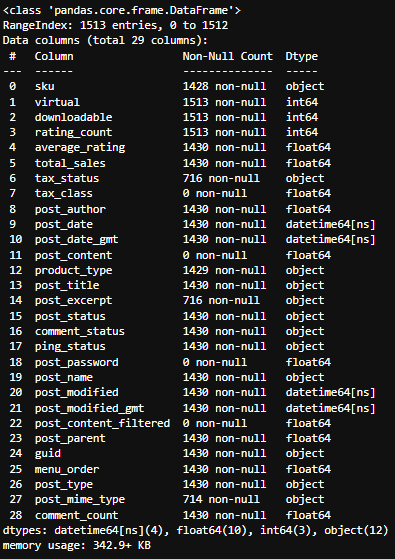 <class 'pandas.core.frame.DataFrame'>
RangeIndex: 1513 entries, 0 to 1512
Data columns (total 29 columns):
 #   Column                 Non-Null Count  Dtype
---  ------                 --------------  -----
 0   sku                    1428 non-null   object
 1   virtual                1513 non-null   int64
 2   downloadable           1513 non-null   int64
 3   rating_count           1513 non-null   int64
 4   average_rating         1430 non-null   float64
 5   total_sales            1430 non-null   float64
 6   tax_status             716 non-null    object
 7   tax_class              0 non-null      float64
 8   post_author            1430 non-null   float64
 9   post_date              1430 non-null   datetime64[ns]
 10  post_date_gmt          1430 non-null   datetime64[ns]
 11  post_content           0 non-null      float64
 12  product_type           1429 non-null   object
 13  post_title             1430 non-null   object
 14  post_excerpt           716 non-null    object
 15  post_status            1430 non-null   object
 16  comment_status         1430 non-null   object
 17  ping_status            1430 non-null   object
 18  post_password          0 non-null      float64
 19  post_name              1430 non-null   object
 20  post_modified          1430 non-null   datetime64[ns]
 21  post_modified_gmt      1430 non-null   datetime64[ns]
 22  post_content_filtered  0 non-null      float64
 23  post_parent            1430 non-null   float64
 24  guid                   1430 non-null   object
 25  menu_order             1430 non-null   float64
 26  post_type              1430 non-null   object
 27  post_mime_type         714 non-null    object
 28  comment_count          1430 non-null   float64
dtypes: datetime64[ns](4), float64(10), int64(3), object(12)
memory usage: 342.9+ KB